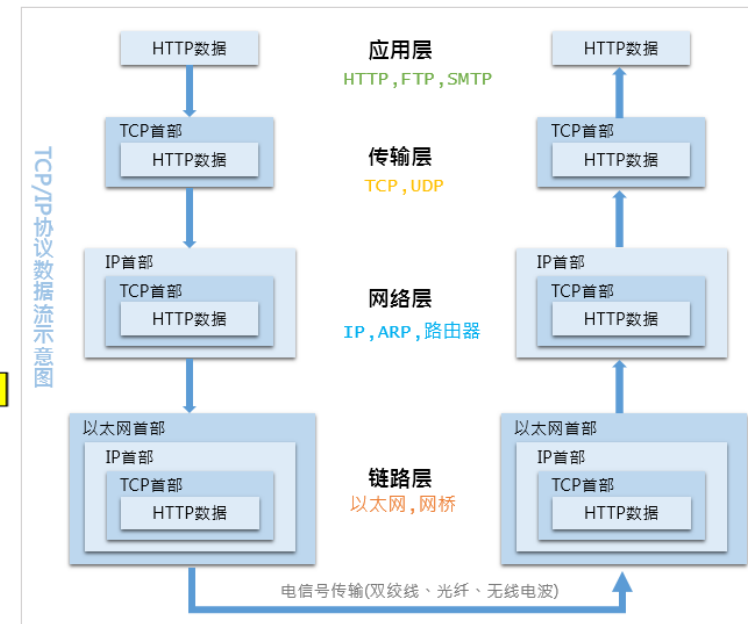 TCP/IP协议数据流示意图
HTTP数据
应用层
HTTP数据
HTTP,FTP,SMTP
TCP首部
HTTP数据
传输层
TCP,UDP
TCP首部
HTTP数据
IP首部
TCP首部
HTTP数据
网络层
IP,ARP,路由器
IP首部
TCP首部
HTTP数据
以太网首部
IP首部
TCP首部
HTTP数据
链路层
以太网,网桥
以太网首部
IP首部
TCP首部
HTTP数据
电信号传输(双绞线、光纤、无线电波)